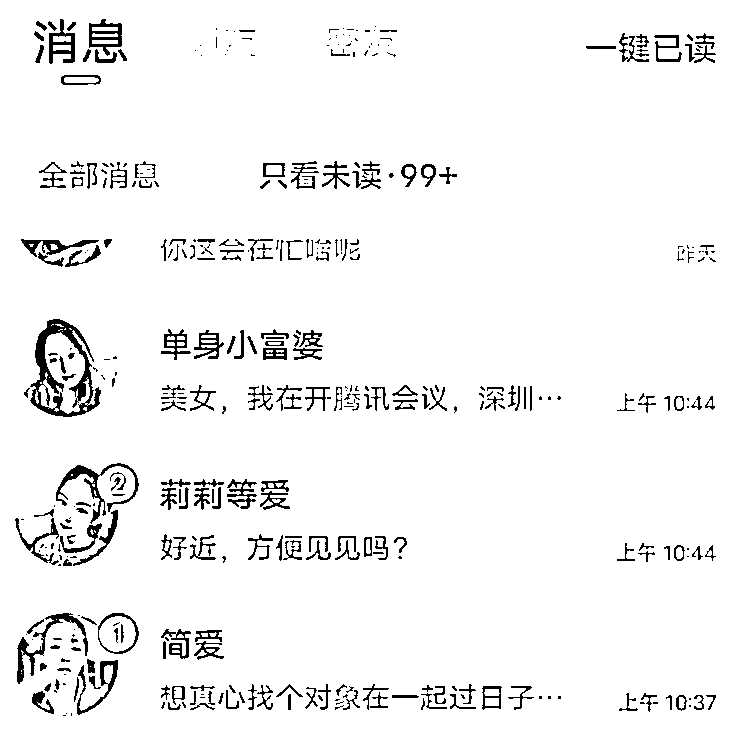 消息 密友 一键已读
全部消息 只看未读·99+
你这会在忙啥呢 昨天
单身小富婆
美女，我在开腾讯会议，深圳… 上午 10:44
2
莉莉等爱
好近，方便见见吗？ 上午 10:44
1
简爱
想真心找个对象在一起过日子… 上午 10:37